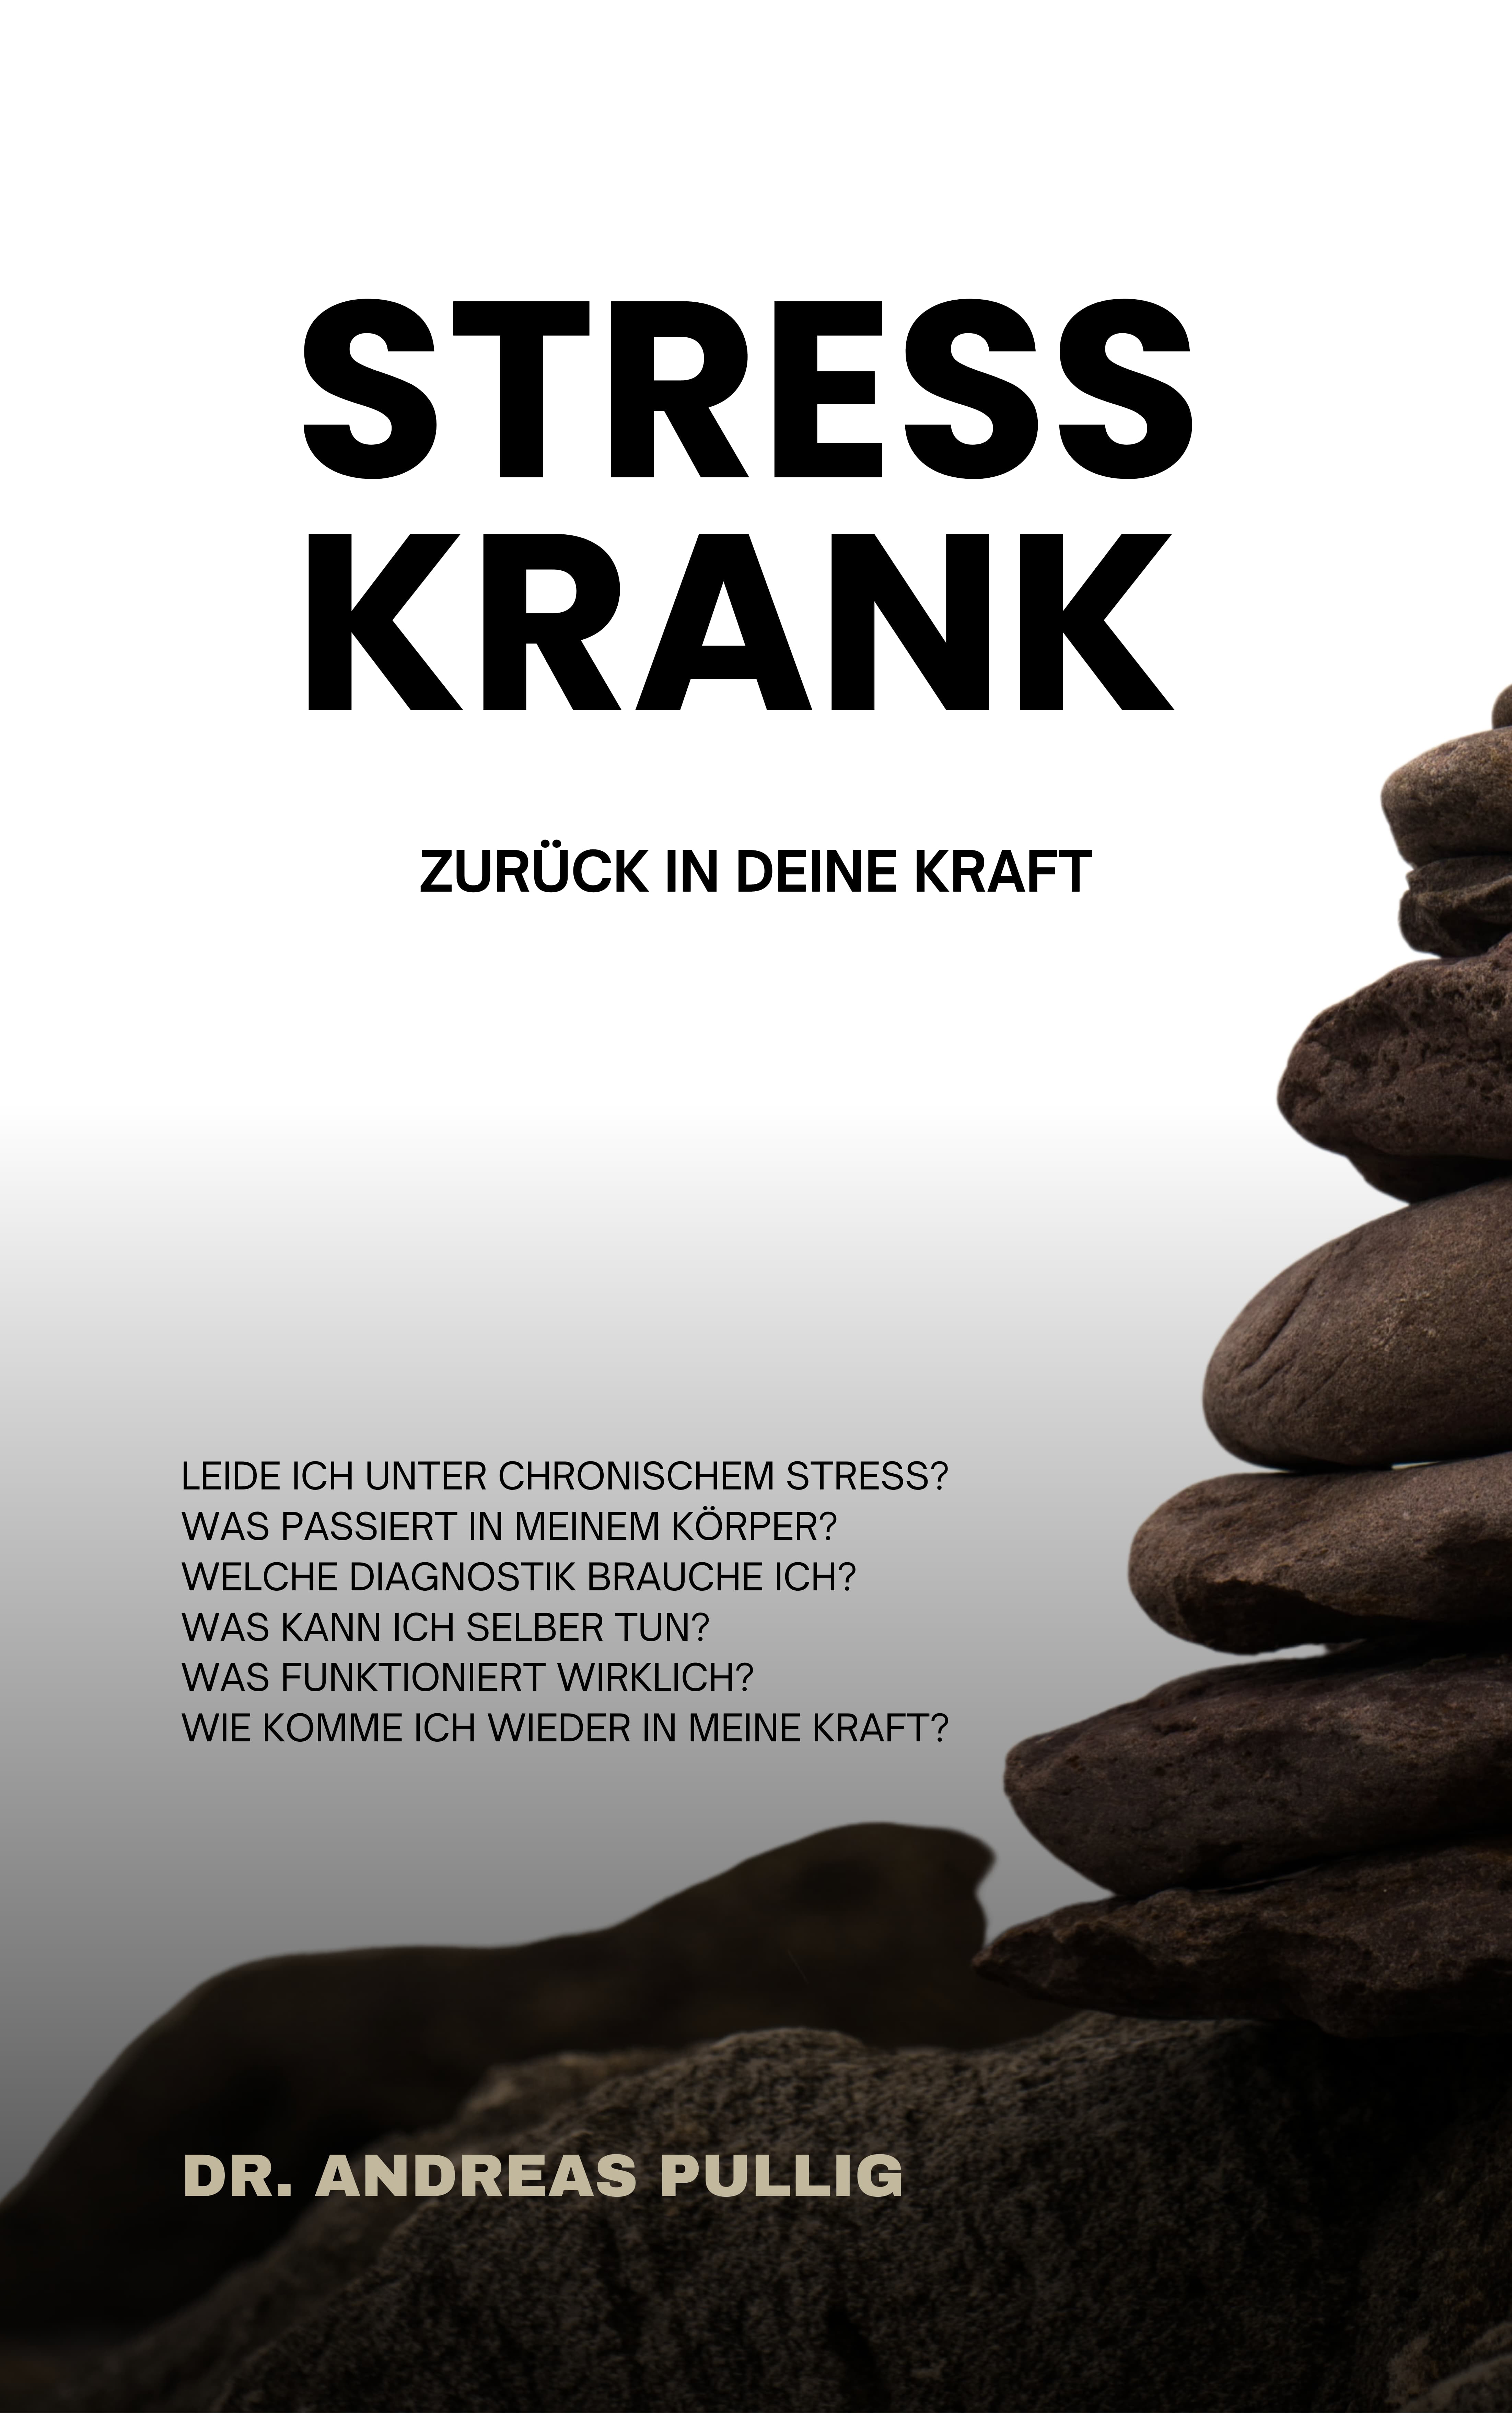 STRESS
KRANK
ZURÜCK IN DEINE KRAFT
LEIDE ICH UNTER CHRONISCHEM STRESS?
WAS PASSIERT IN MEINEM KÖRPER?
WELCHE DIAGNOSTIK BRAUCHE ICH?
WAS KANN ICH SELBER TUN?
WAS FUNKTIONIERT WIRKLICH?
WIE KOMME ICH WIEDER IN MEINE KRAFT?
DR. ANDREAS PULLIG